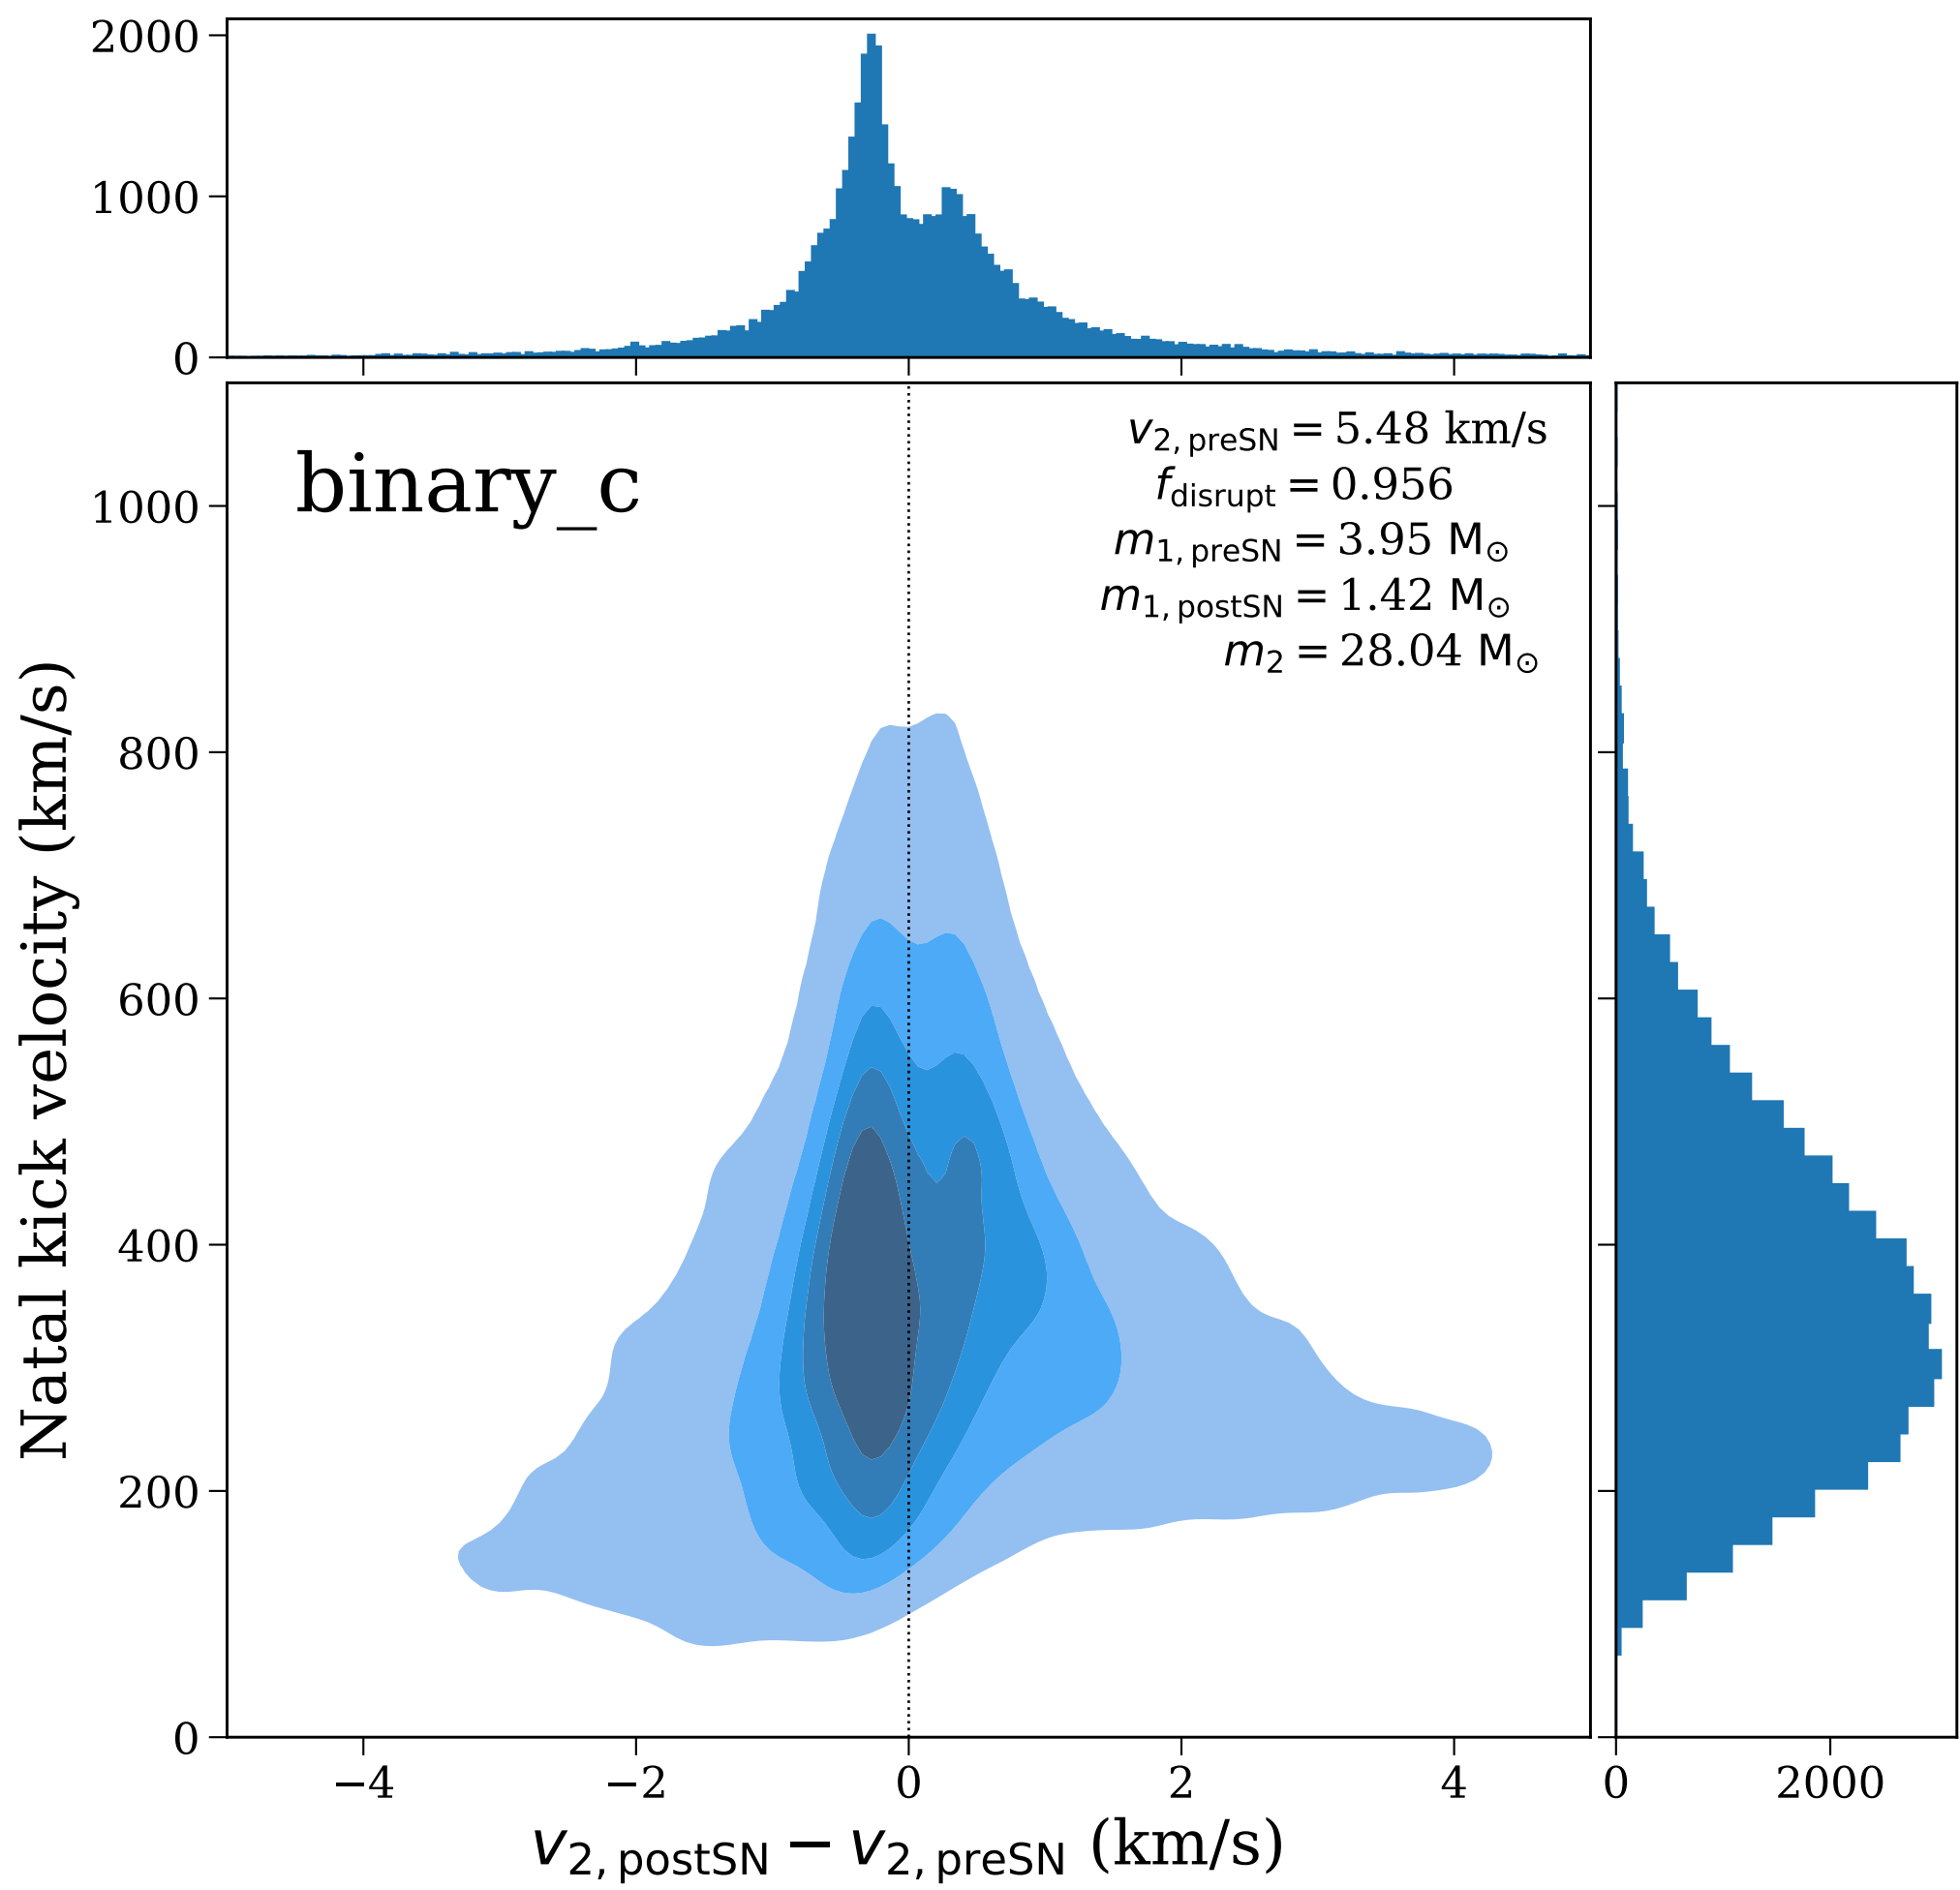 2000
1000
0
binary_c
v2, preSN = 5.48 km/s
fdisrupt = 0.956
m1, preSN = 3.95 M⊙
m1, postSN = 1.42 M⊙
m2 = 28.04 M⊙
Natal kick velocity (km/s)
1000
800
600
400
200
0
−4 −2 0 2 4
0 2000
v2, postSN − v2, preSN (km/s)